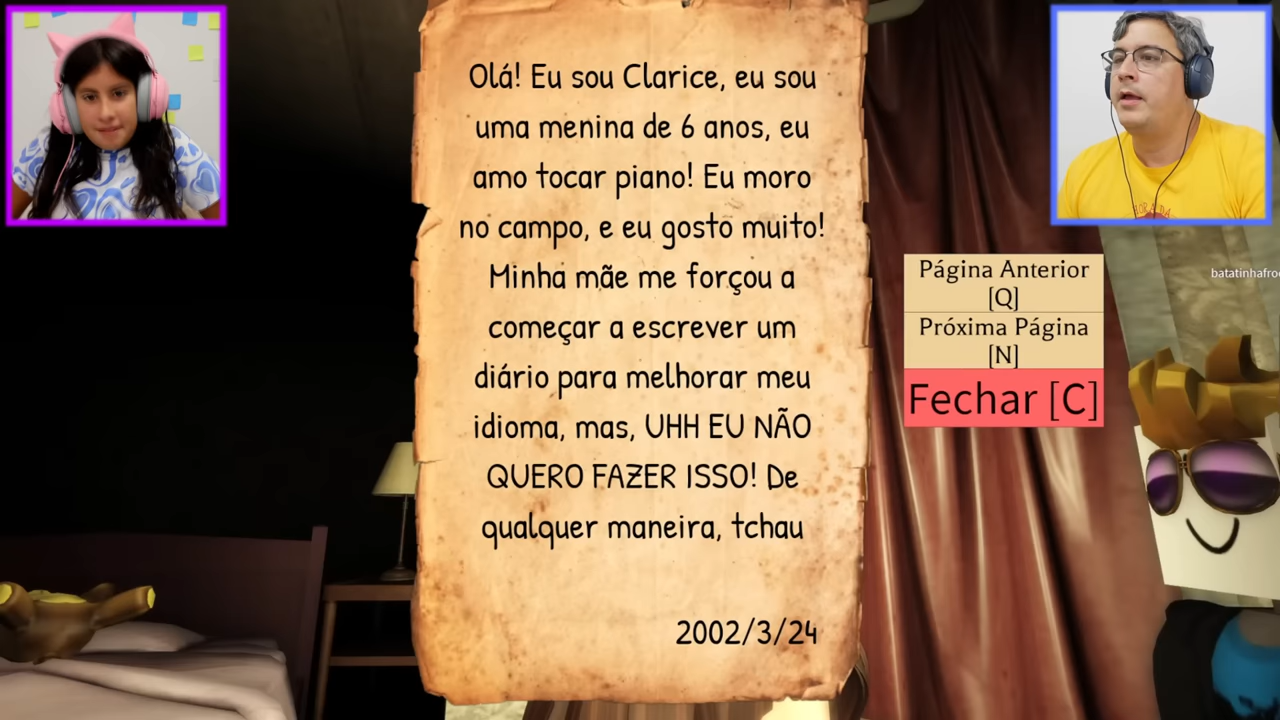 Olá! Eu sou Clarice, eu sou
uma menina de 6 anos, eu
amo tocar piano! Eu moro
no campo, e eu gosto muito!
Minha mãe me forçou a
começar a escrever um
diário para melhorar meu
idioma, mas, UHH EU NÃO
QUERO FAZER ISSO! De
qualquer maneira, tchau
2002/3/24
Página Anterior
[Q]
Próxima Página
[N]
Fechar [C]
batatinhafro